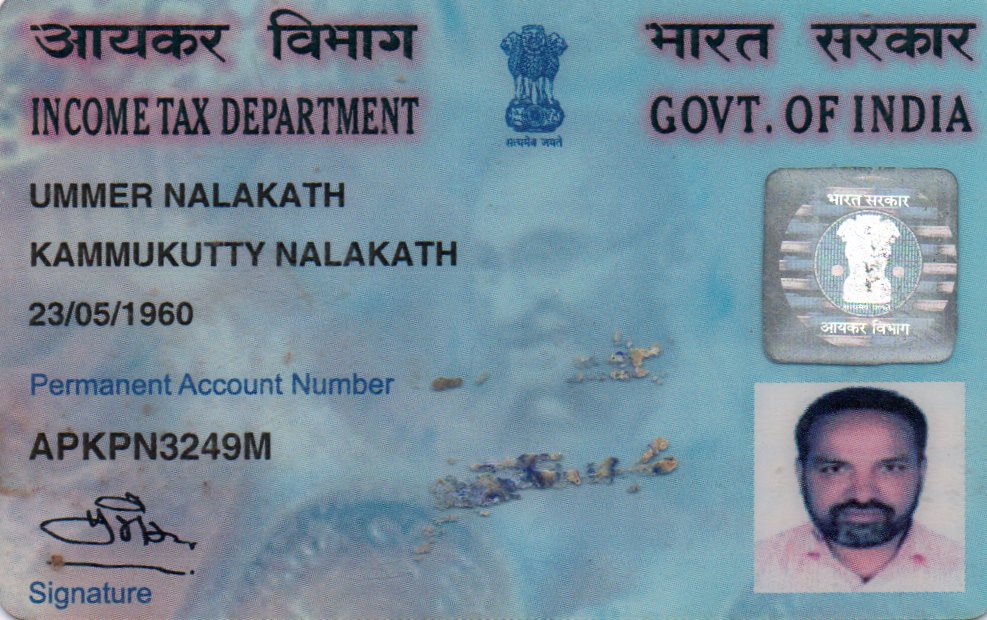 आयकर विभाग
भारत सरकार
INCOME TAX DEPARTMENT
GOVT. OF INDIA
सत्यमेव जयते
UMMER NALAKATH
KAMMUKUTTY NALAKATH
23/05/1960
Permanent Account Number
APKPN3249M
Signature
भारत सरकार
आयकर विभाग